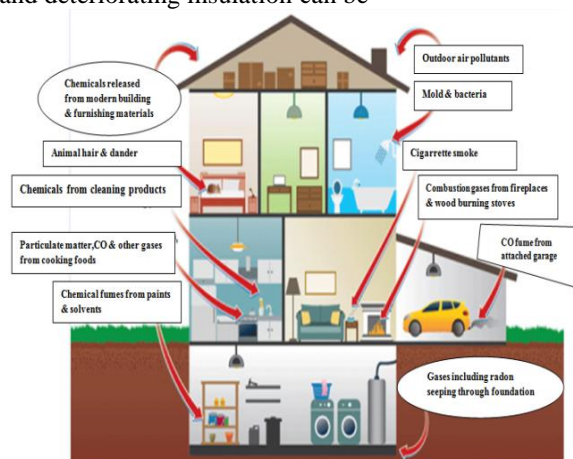 and deteriorating insulation can be
Chemicals released
from modern building
& furnishing materials
Outdoor air pollutants
Mold & bacteria
Animal hair & dander
Cigarrette smoke
Chemicals from cleaning products
Combustion gases from fireplaces
& wood burning stoves
CO fume from
attached garage
Particulate matter,CO & other gases
from cooking foods
Chemical fumes from paints
& solvents
Gases including radon
seeping through foundation